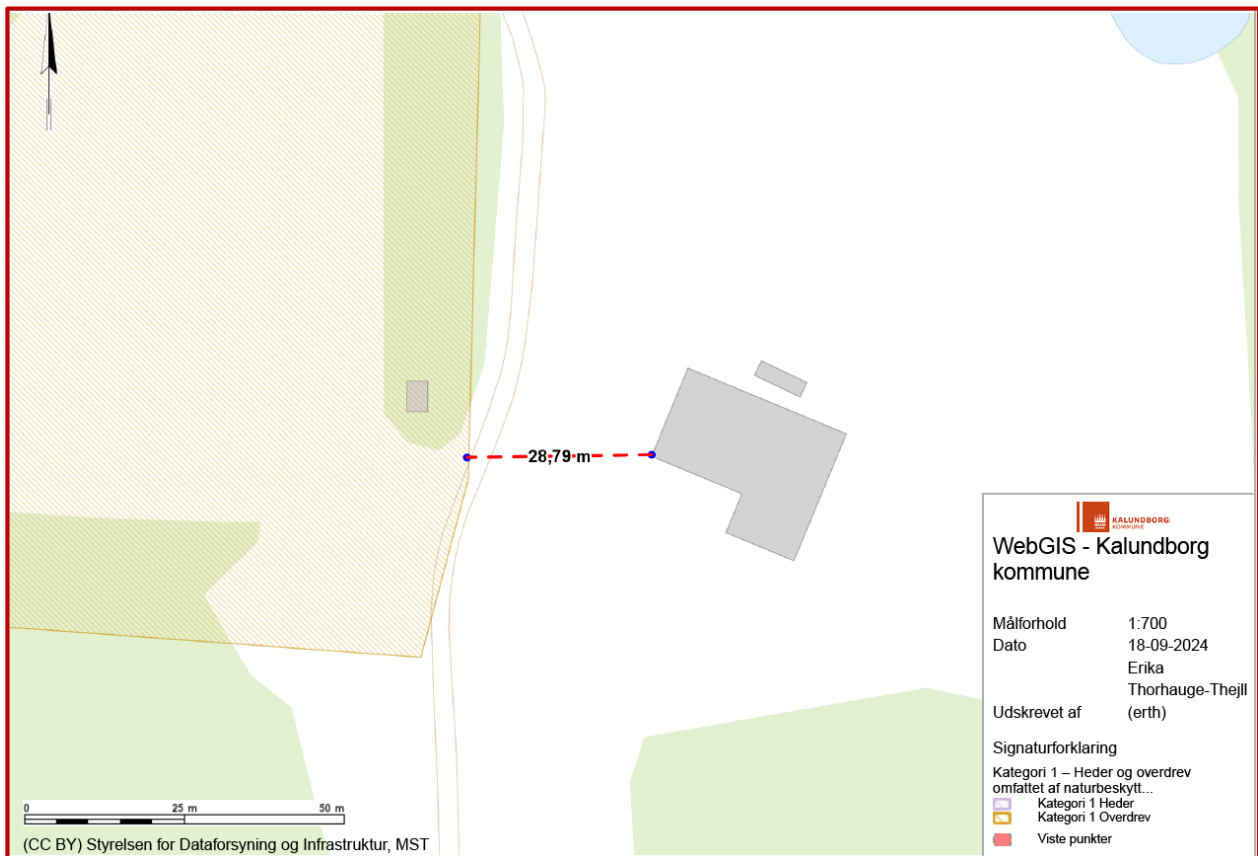 28,79 m
KALUNDBORG
KOMMUNE
WebGIS - Kalundborg
kommune
Målforhold 1:700
Dato 18-09-2024
Erika
Thorhauge-Thejll
Udskrevet af (erth)
Signaturforklaring
Kategori 1 – Heder og overdrev
omfattet af naturbeskytt...
Kategori 1 Heder
Kategori 1 Overdrev
Viste punkter
0 25 m 50 m
(CC BY) Styrelsen for Dataforsyning og Infrastruktur, MST